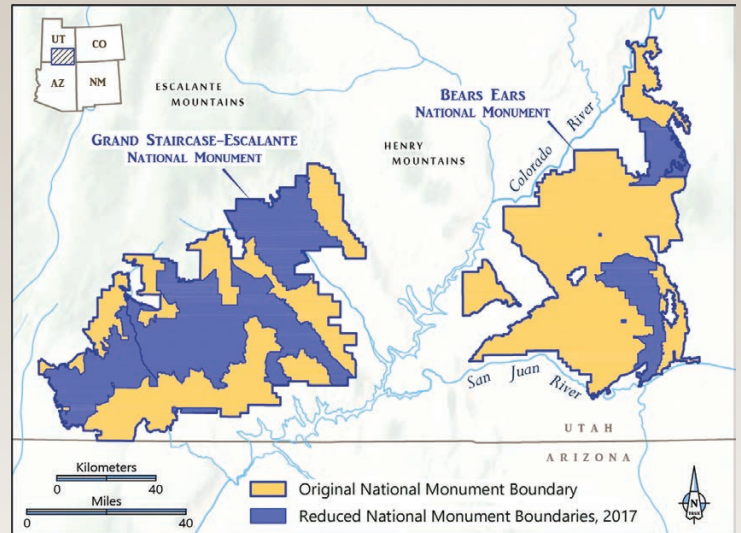 UT
CO
AZ
NM
ESCALANTE
MOUNTAINS
GRAND STAIRCASE–ESCALANTE
NATIONAL MONUMENT
HENRY
MOUNTAINS
BEARS EARS
NATIONAL MONUMENT
Colorado River
San Juan River
UTAH
ARIZONA
Kilometers
0 40
Miles
0 40
Original National Monument Boundary
Reduced National Monument Boundaries, 2017
N